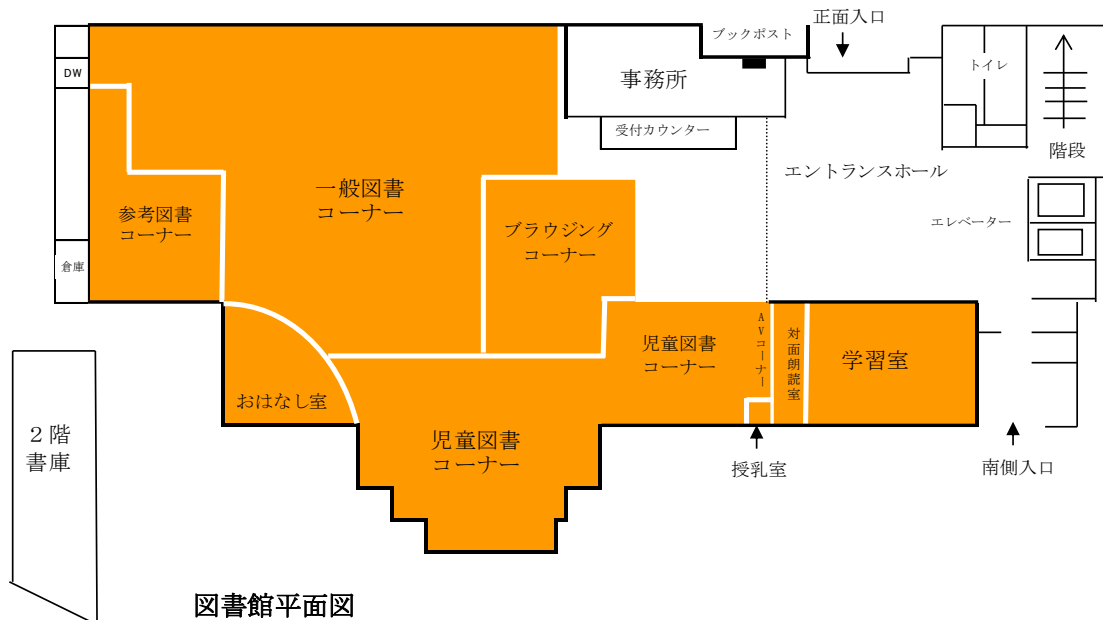 正面入口
ブックポスト
トイレ
DW
事務所
受付カウンター
階段
エントランスホール
一般図書
コーナー
参考図書
コーナー
ブラウジング
コーナー
エレベーター
倉庫
児童図書
コーナー
AVコーナー
対面朗読室
学習室
おはなし室
児童図書
コーナー
２階
書庫
授乳室
南側入口
図書館平面図